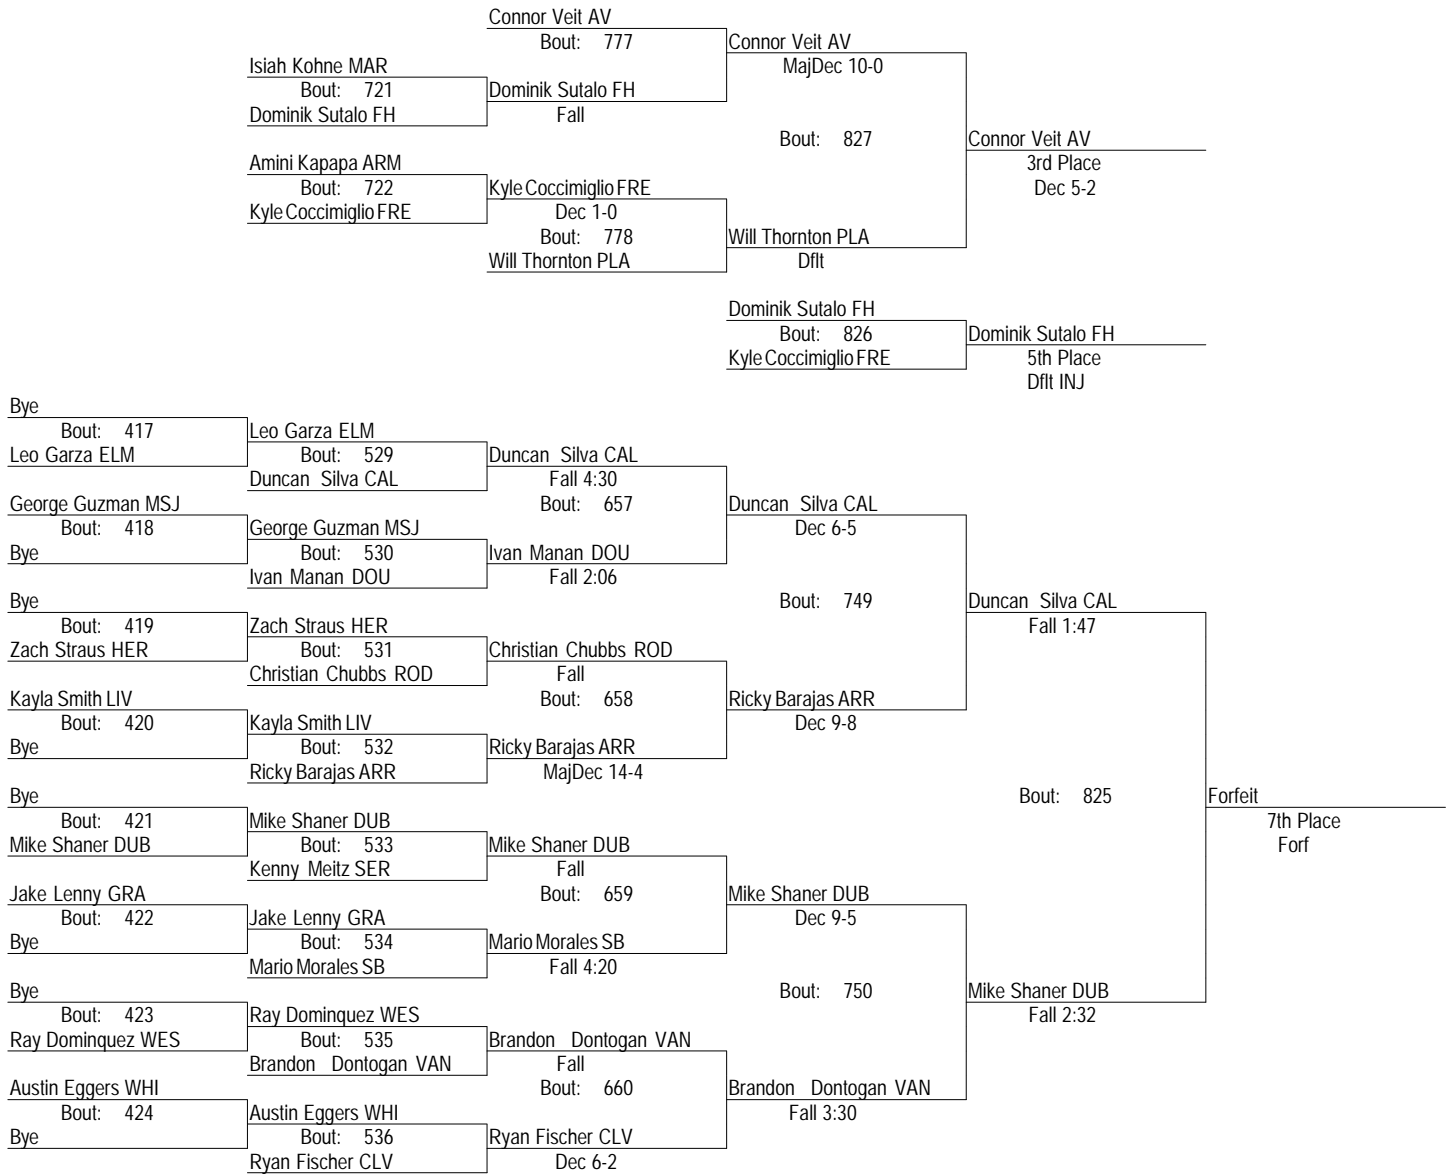 Connor Veit AV
Bout: 777
Connor Veit AV
Isiah Kohne MAR
MajDec 10-0
Bout: 721
Dominik Sutalo FH
Dominik Sutalo FH
Fall
Bout: 827
Connor Veit AV
Amini Kapapa ARM
3rd Place
Bout: 722
Kyle Coccimiglio FRE
Dec 5-2
Kyle Coccimiglio FRE
Dec 1-0
Bout: 778
Will Thornton PLA
Will Thornton PLA
Dflt
Dominik Sutalo FH
Bout: 826
Dominik Sutalo FH
Kyle Coccimiglio FRE
5th Place
Dflt INJ
Bye
Bout: 417
Leo Garza ELM
Leo Garza ELM
Bout: 529
Duncan Silva CAL
Duncan Silva CAL
Fall 4:30
George Guzman MSJ
Bout: 657
Duncan Silva CAL
Bout: 418
George Guzman MSJ
Dec 6-5
Bye
Bout: 530
Ivan Manan DOU
Ivan Manan DOU
Fall 2:06
Bye
Bout: 749
Duncan Silva CAL
Bout: 419
Zach Straus HER
Fall 1:47
Zach Straus HER
Bout: 531
Christian Chubbs ROD
Christian Chubbs ROD
Fall
Kayla Smith LIV
Bout: 658
Ricky Barajas ARR
Bout: 420
Kayla Smith LIV
Dec 9-8
Bye
Bout: 532
Ricky Barajas ARR
Ricky Barajas ARR
MajDec 14-4
Bye
Bout: 825
Forfeit
Bout: 421
Mike Shaner DUB
7th Place
Mike Shaner DUB
Bout: 533
Mike Shaner DUB
Forf
Kenny Meitz SER
Fall
Jake Lenny GRA
Bout: 659
Mike Shaner DUB
Bout: 422
Jake Lenny GRA
Dec 9-5
Bye
Bout: 534
Mario Morales SB
Mario Morales SB
Fall 4:20
Bye
Bout: 750
Mike Shaner DUB
Bout: 423
Ray Dominquez WES
Fall 2:32
Ray Dominquez WES
Bout: 535
Brandon Dontogan VAN
Brandon Dontogan VAN
Fall
Austin Eggers WHI
Bout: 660
Brandon Dontogan VAN
Bout: 424
Austin Eggers WHI
Fall 3:30
Bye
Bout: 536
Ryan Fischer CLV
Ryan Fischer CLV
Dec 6-2